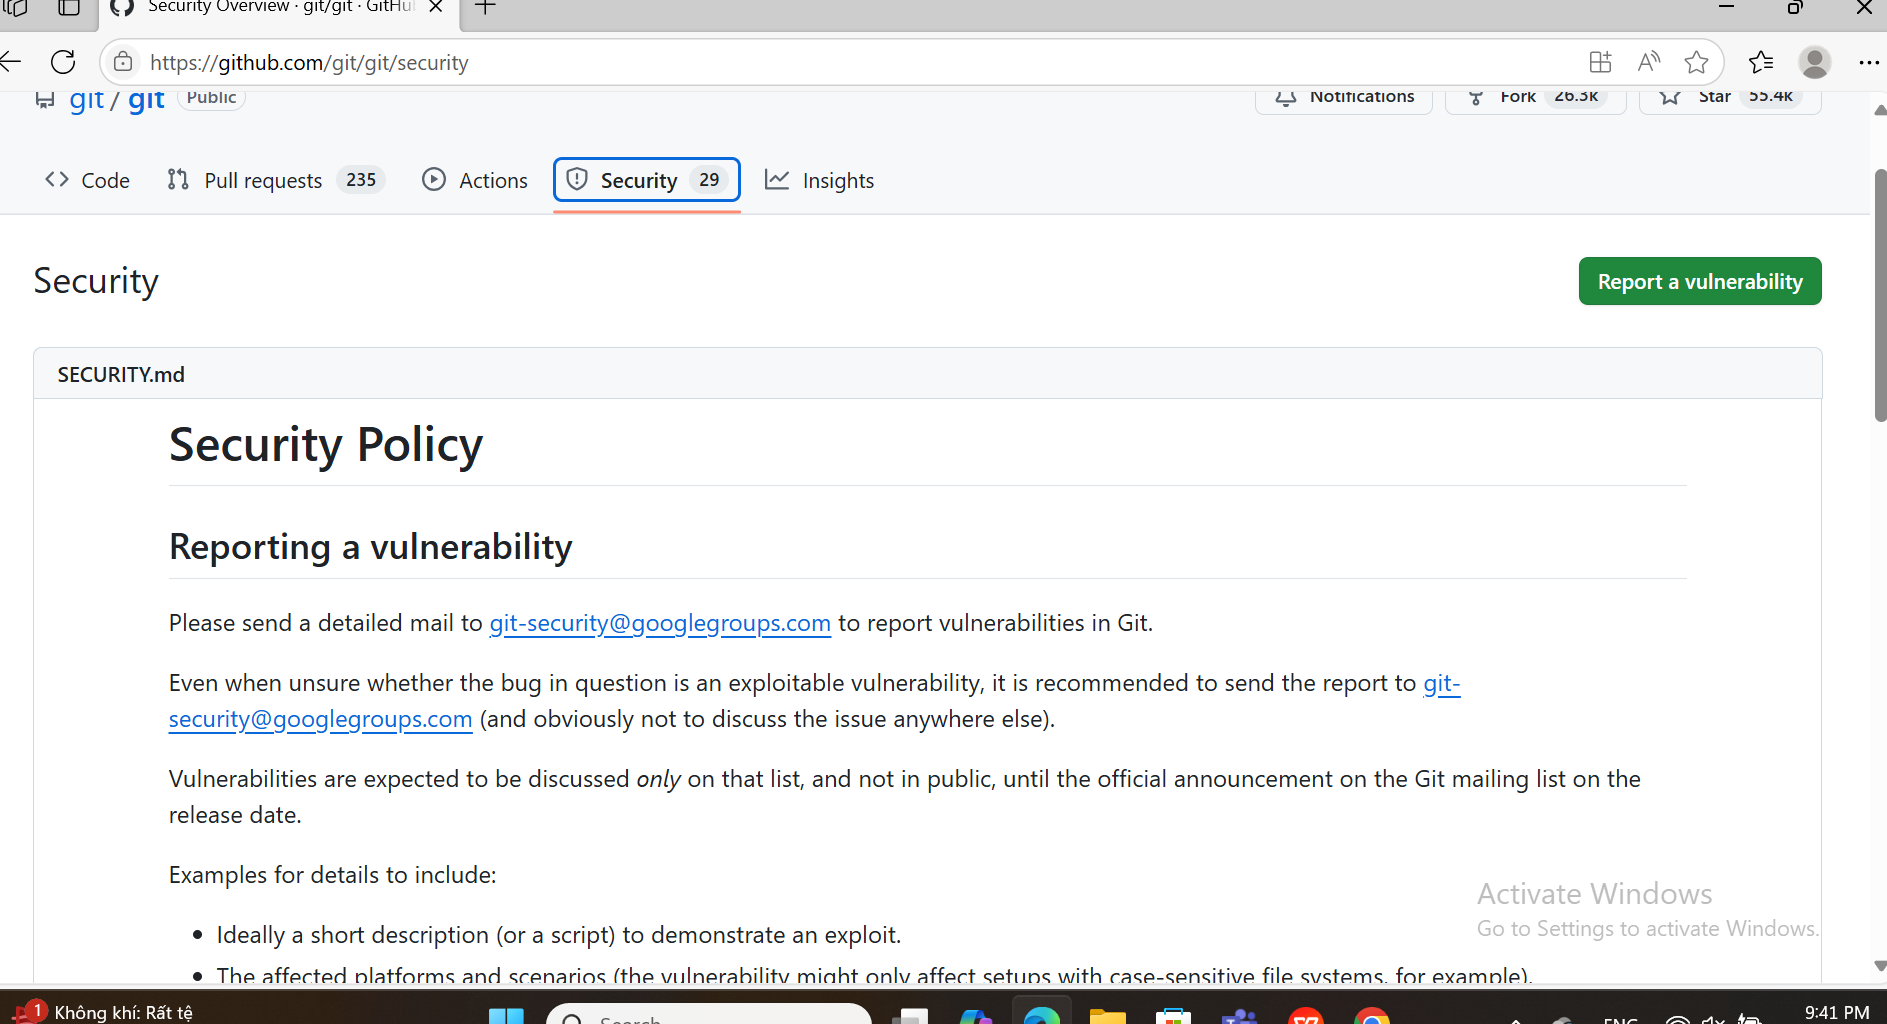 Security Overview · git/git · GitHu
https://github.com/git/git/security
git / git Public
Notifications
Fork 26.3k
Star 55.4k
Code
Pull requests 235
Actions
Security 29
Insights
Security
Report a vulnerability
SECURITY.md
Security Policy
Reporting a vulnerability
Please send a detailed mail to git-security@googlegroups.com to report vulnerabilities in Git.
Even when unsure whether the bug in question is an exploitable vulnerability, it is recommended to send the report to git-
security@googlegroups.com (and obviously not to discuss the issue anywhere else).
Vulnerabilities are expected to be discussed only on that list, and not in public, until the official announcement on the Git mailing list on the
release date.
Examples for details to include:
• Ideally a short description (or a script) to demonstrate an exploit.
• The affected platforms and scenarios (the vulnerability might only affect setups with case-sensitive file systems, for example).
Activate Windows
Go to Settings to activate Windows.
1
Không khí: Rất tệ
Search
ENG
9:41 PM